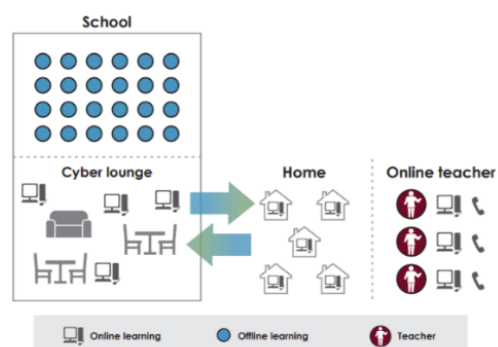 School
Cyber lounge
Home
Online teacher
Online learning
Offline learning
Teacher